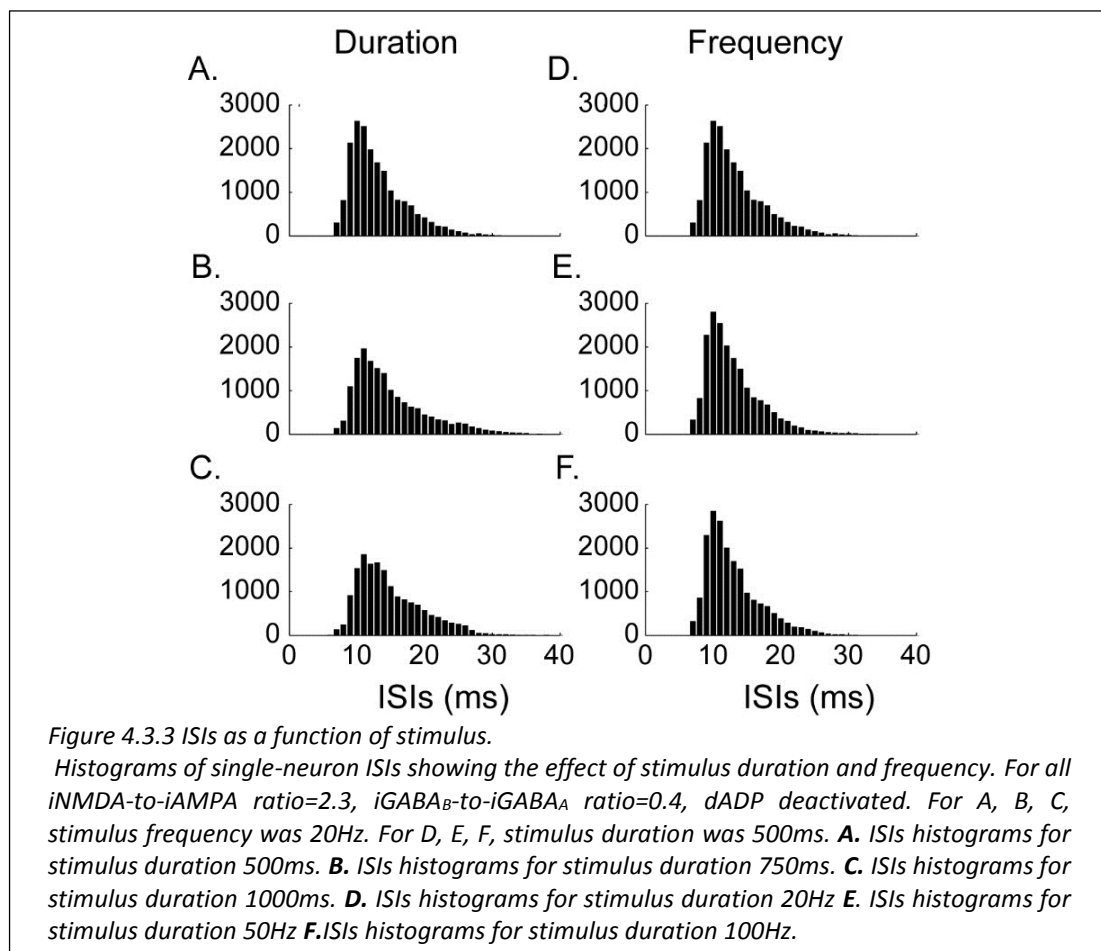 Duration
Frequency
A.
3000
2000
1000
0
D.
3000
2000
1000
0
B.
3000
2000
1000
0
E.
3000
2000
1000
0
C.
3000
2000
1000
0
0 10 20 30 40
ISIs (ms)
F.
3000
2000
1000
0
0 10 20 30 40
ISIs (ms)
Figure 4.3.3 ISIs as a function of stimulus.
Histograms of single-neuron ISIs showing the effect of stimulus duration and frequency. For all
iNMDA-to-iAMPA ratio=2.3, iGABAB-to-iGABAA ratio=0.4, dADP deactivated. For A, B, C,
stimulus frequency was 20Hz. For D, E, F, stimulus duration was 500ms. A. ISIs histograms for
stimulus duration 500ms. B. ISIs histograms for stimulus duration 750ms. C. ISIs histograms for
stimulus duration 1000ms. D. ISIs histograms for stimulus duration 20Hz E. ISIs histograms for
stimulus duration 50Hz F.ISIs histograms for stimulus duration 100Hz.